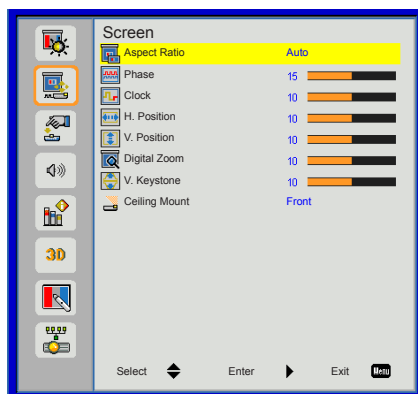 Screen
Aspect Ratio Auto
Phase 15
Clock 10
H. Position 10
V. Position 10
Digital Zoom 10
V. Keystone 10
Ceiling Mount Front
3D
Select Enter Exit Menu